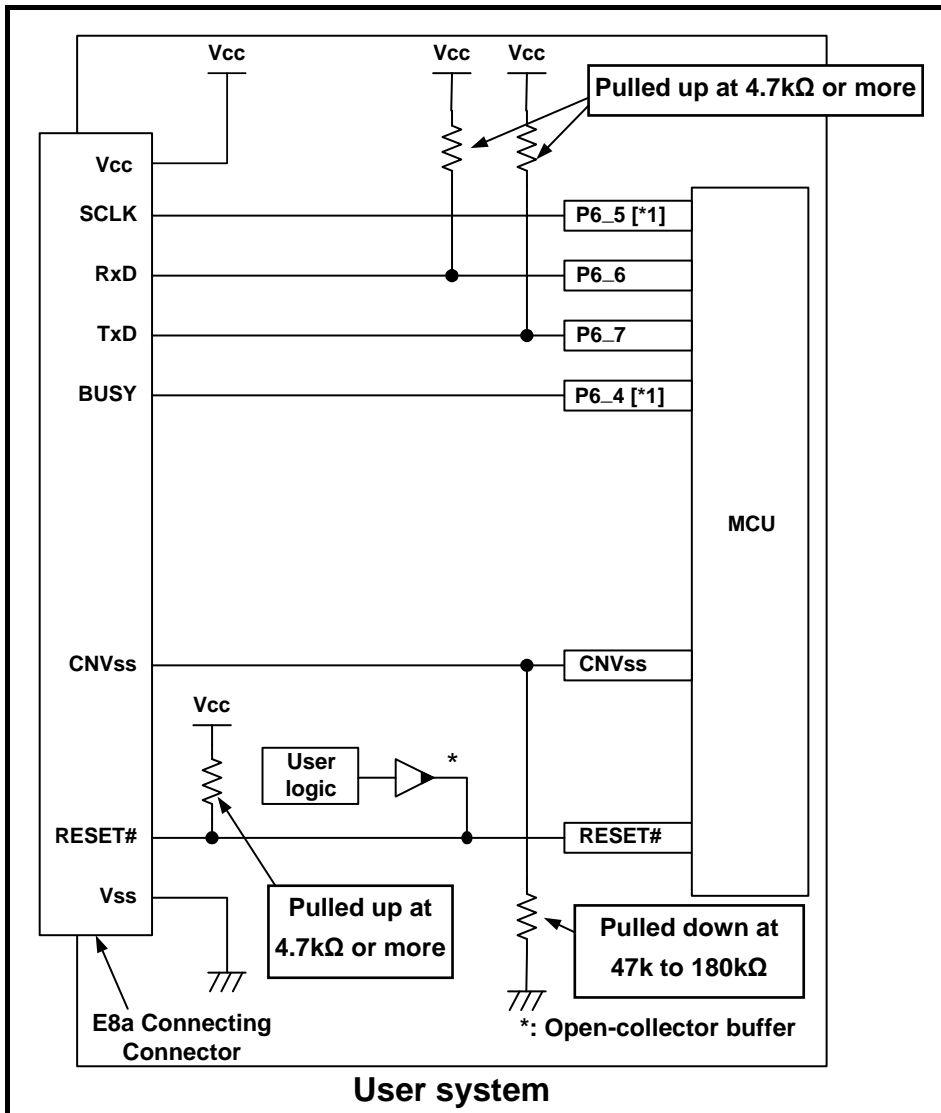 Vcc Vcc Vcc
Pulled up at 4.7kΩ or more
Vcc
SCLK P6_5 [*1]
RxD P6_6
TxD P6_7
BUSY P6_4 [*1]
MCU
CNVss CNVss
Vcc
User
logic
*
RESET# RESET#
Vss
Pulled up at
4.7kΩ or more
Pulled down at
47k to 180kΩ
E8a Connecting
Connector
*: Open-collector buffer
User system